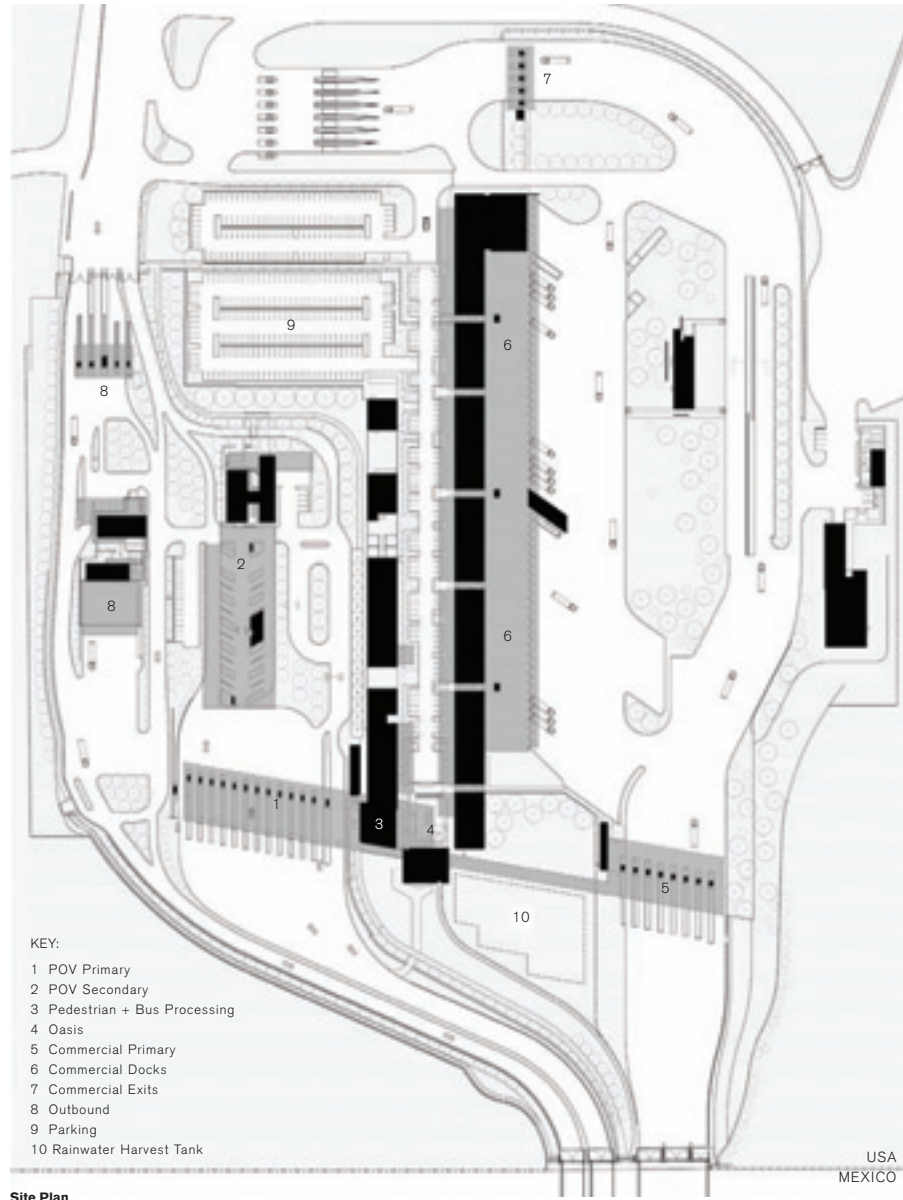 7
9
6
8
2
8
6
1
3
4
5
10
KEY:
1 POV Primary
2 POV Secondary
3 Pedestrian + Bus Processing
4 Oasis
5 Commercial Primary
6 Commercial Docks
7 Commercial Exits
8 Outbound
9 Parking
10 Rainwater Harvest Tank
USA
MEXICO
Site Plan